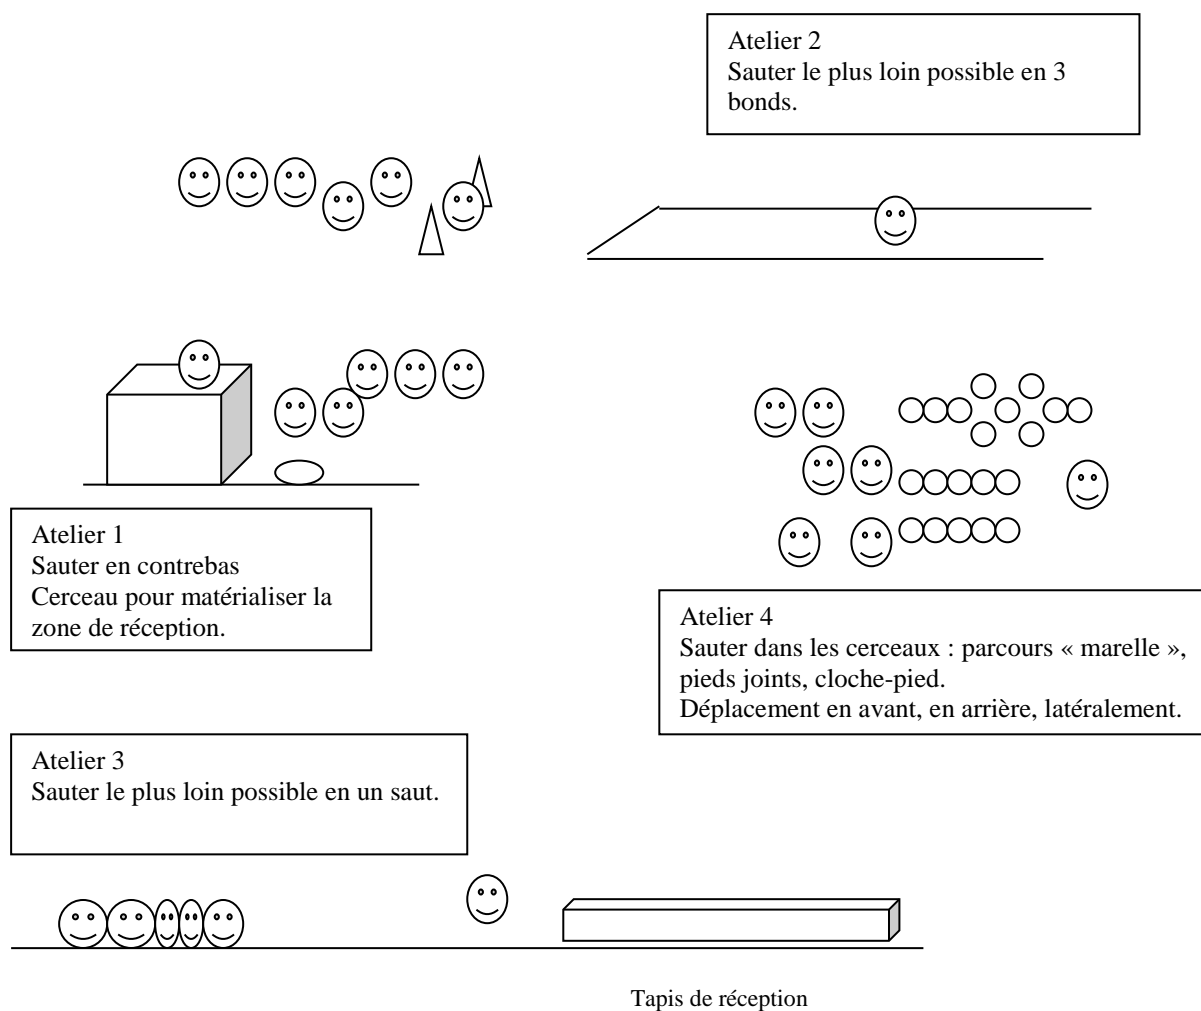 Atelier 2
Sauter le plus loin possible en 3
bonds.
Atelier 1
Sauter en contrebas
Cerceau pour matérialiser la
zone de réception.
Atelier 4
Sauter dans les cerceaux : parcours « marelle »,
pieds joints, cloche-pied.
Déplacement en avant, en arrière, latéralement.
Atelier 3
Sauter le plus loin possible en un saut.
Tapis de réception